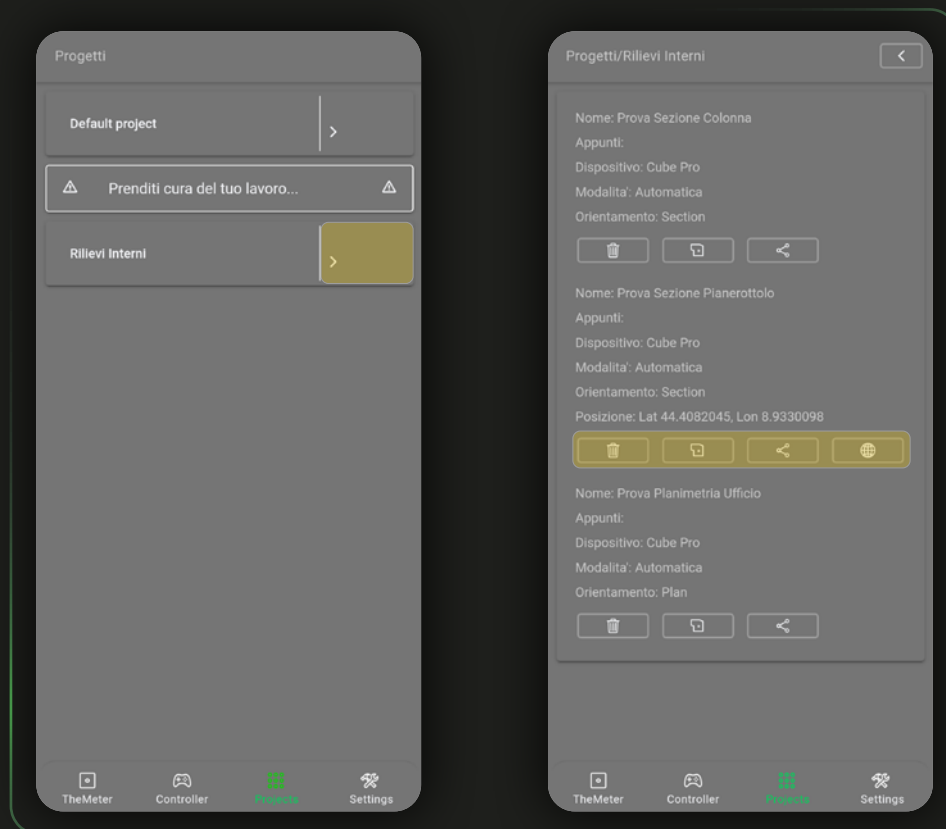 Progetti
Default project
Prenditi cura del tuo lavoro...
Rilievi Interni
TheMeter
Controller
Projects
Settings
Progetti/Rilievi Interni
Nome: Prova Sezione Colonna
Appunti:
Dispositivo: Cube Pro
Modalita': Automatica
Orientamento: Section
Nome: Prova Sezione Pianerottolo
Appunti:
Dispositivo: Cube Pro
Modalita': Automatica
Orientamento: Section
Posizione: Lat 44.4082045, Lon 8.9330098
Nome: Prova Planimetria Ufficio
Appunti:
Dispositivo: Cube Pro
Modalita': Automatica
Orientamento: Plan
TheMeter
Controller
Projects
Settings